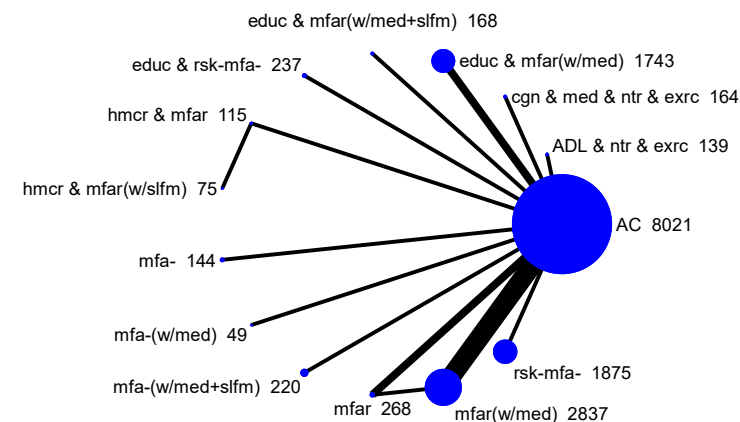 educ & mfar(w/med+slfm) 168
educ & rsk-mfa- 237
educ & mfar(w/med) 1743
cgn & med & ntr & exrc 164
hmcr & mfar 115
ADL & ntr & exrc 139
hmcr & mfar(w/slfm) 75
AC 8021
mfa- 144
mfa-(w/med) 49
rsk-mfa- 1875
mfa-(w/med+slfm) 220
mfar 268
mfar(w/med) 2837